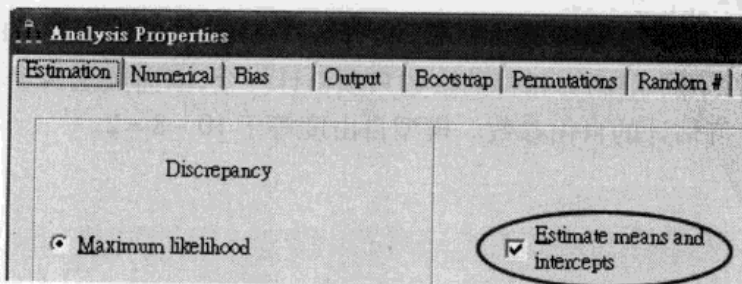 Analysis Properties
Estimation Numerical Bias Output Bootstrap Permutations Random #
Discrepancy
Maximum likelihood
Estimate means and
intercepts